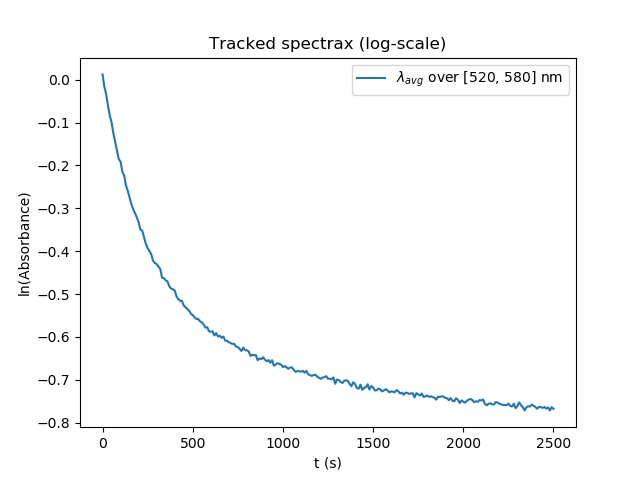 Tracked spectrax (log-scale)
λavg over [520, 580] nm
ln(Absorbance)
0.0
−0.1
−0.2
−0.3
−0.4
−0.5
−0.6
−0.7
−0.8
0 500 1000 1500 2000 2500
t (s)